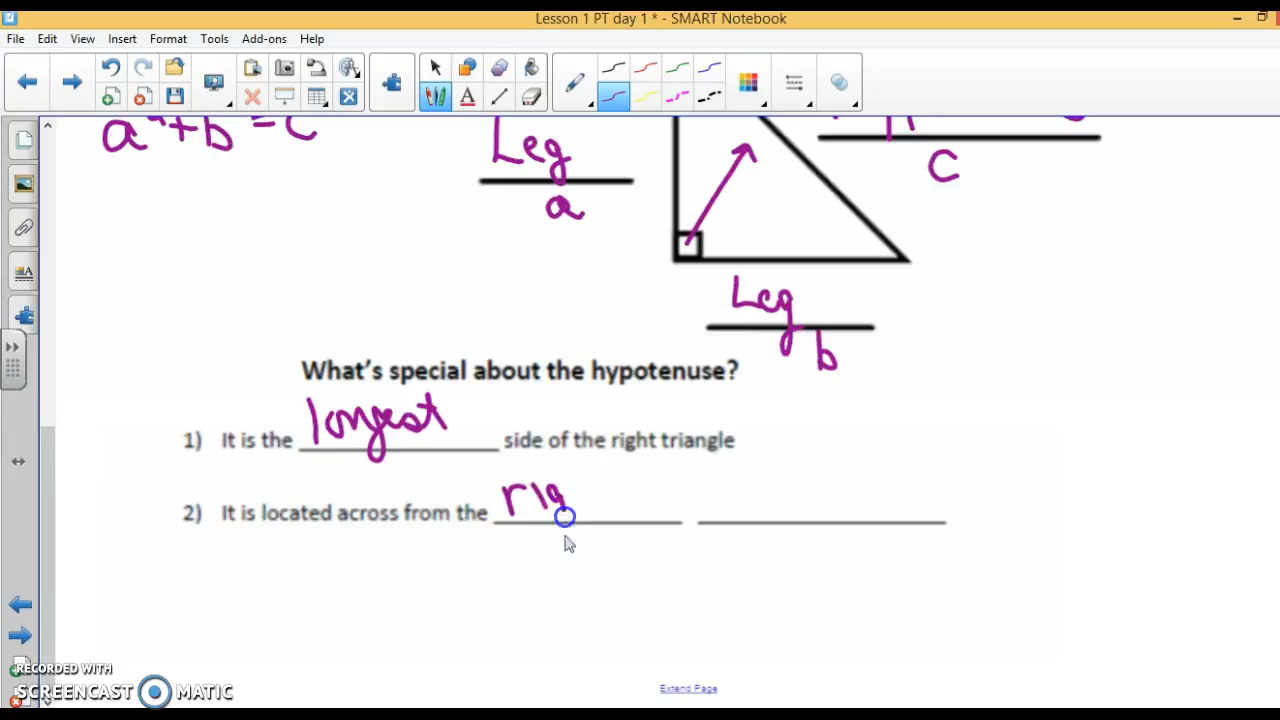 Lesson 1 PT day 1 * - SMART Notebook
File Edit View Insert Format Tools Add-ons Help
a + b = c
Leg
a
c
Leg
b
What's special about the hypotenuse?
1) It is the longest side of the right triangle
2) It is located across from the rig
RECORDED WITH
SCREENCAST MATIC
Extend Page